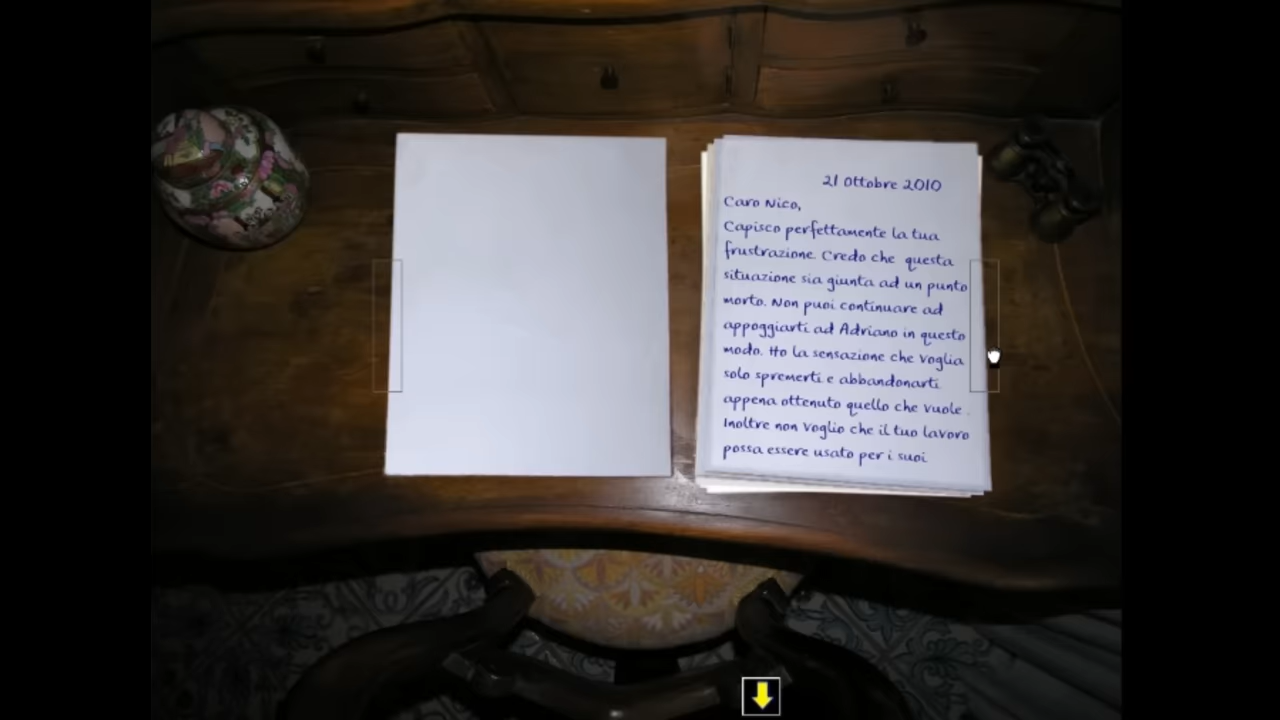 21 Ottobre 2010
Caro Nico,
Capisco perfettamente la tua
frustrazione. Credo che questa
situazione sia giunta ad un punto
morto. Non puoi continuare ad
appoggiarti ad Adriano in questo
modo. Ho la sensazione che voglia
solo spremerti e abbandonarti
appena ottenuto quello che vuole.
Inoltre non voglio che il tuo lavoro
possa essere usato per i suoi